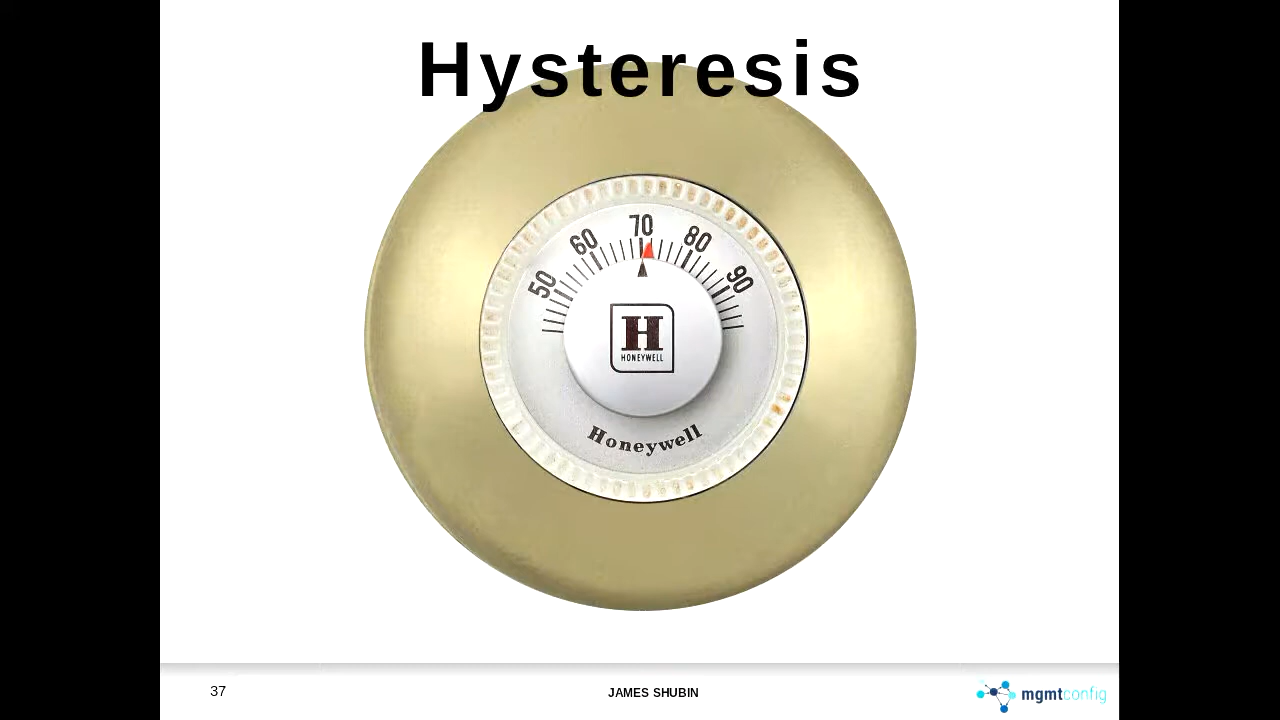 Hysteresis
50 60 70 80 90
H
HONEYWELL
Honeywell
37
JAMES SHUBIN
mgmtconfig